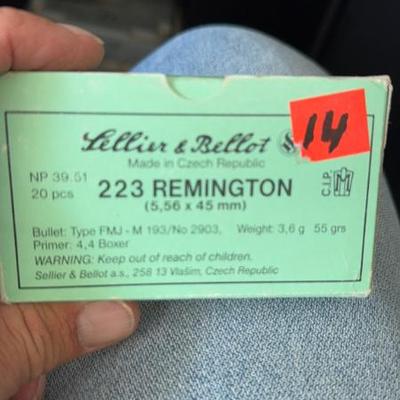 Sellier & Bellot
14
Made in Czech Republic
NP 39.51
20 pcs
223 REMINGTON
(5,56 x 45 mm)
C.I.P.
Bullet: Type FMJ - M 193/No 2903, Weight: 3,6 g 55 grs
Primer: 4,4 Boxer
WARNING: Keep out of reach of children.
Sellier & Bellot a.s., 258 13 Vlašim, Czech Republic